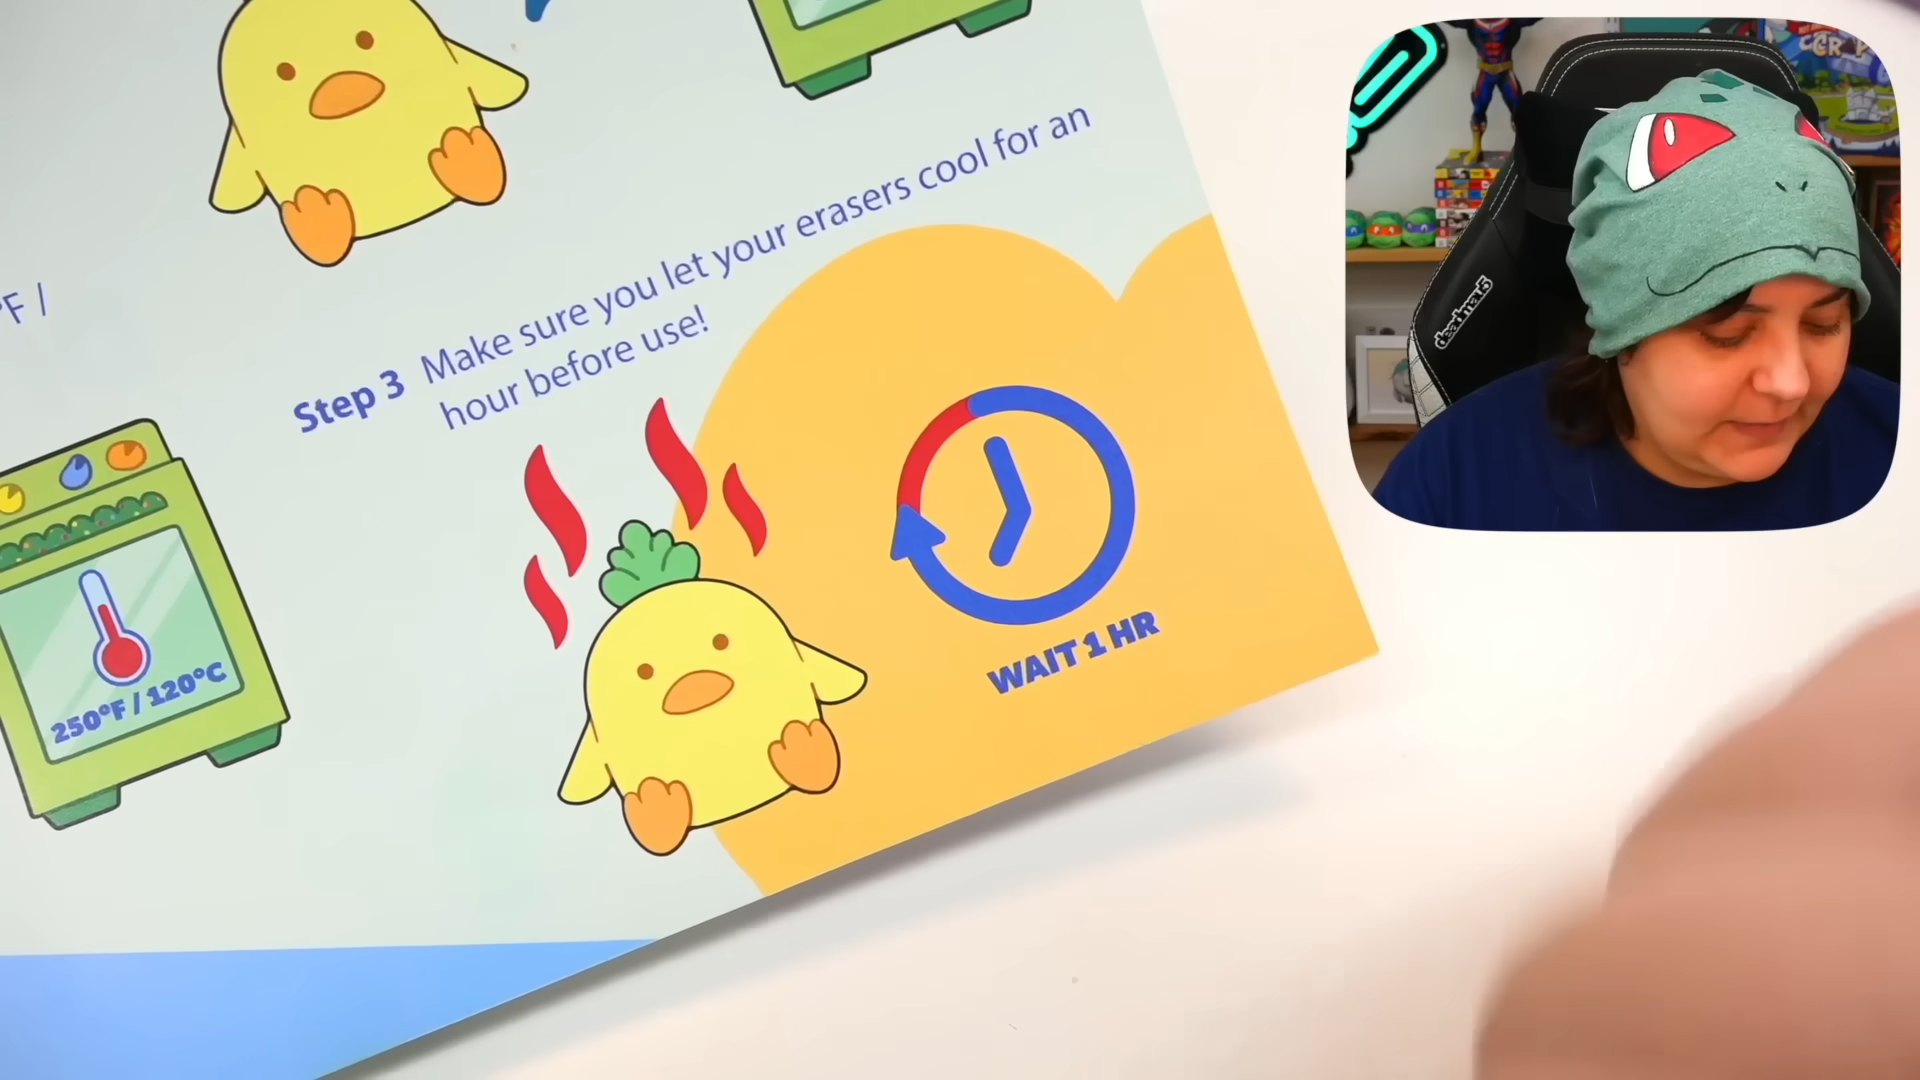 °F /
Step 3 Make sure you let your erasers cool for an
hour before use!
250°F / 120°C
WAIT 1 HR
deadmau5